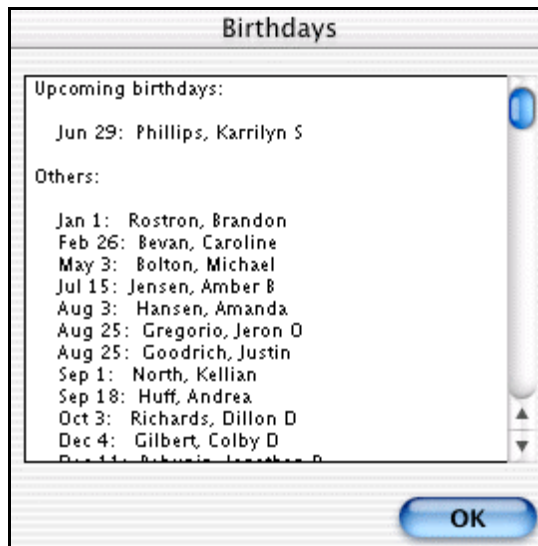 Birthdays
Upcoming birthdays:
Jun 29: Phillips, Karrilyn S
Others:
Jan 1: Rostron, Brandon
Feb 26: Bevan, Caroline
May 3: Bolton, Michael
Jul 15: Jensen, Amber B
Aug 3: Hansen, Amanda
Aug 25: Gregorio, Jeron O
Aug 25: Goodrich, Justin
Sep 1: North, Kellian
Sep 18: Huff, Andrea
Oct 3: Richards, Dillon D
Dec 4: Gilbert, Colby D
Dec 11:
OK